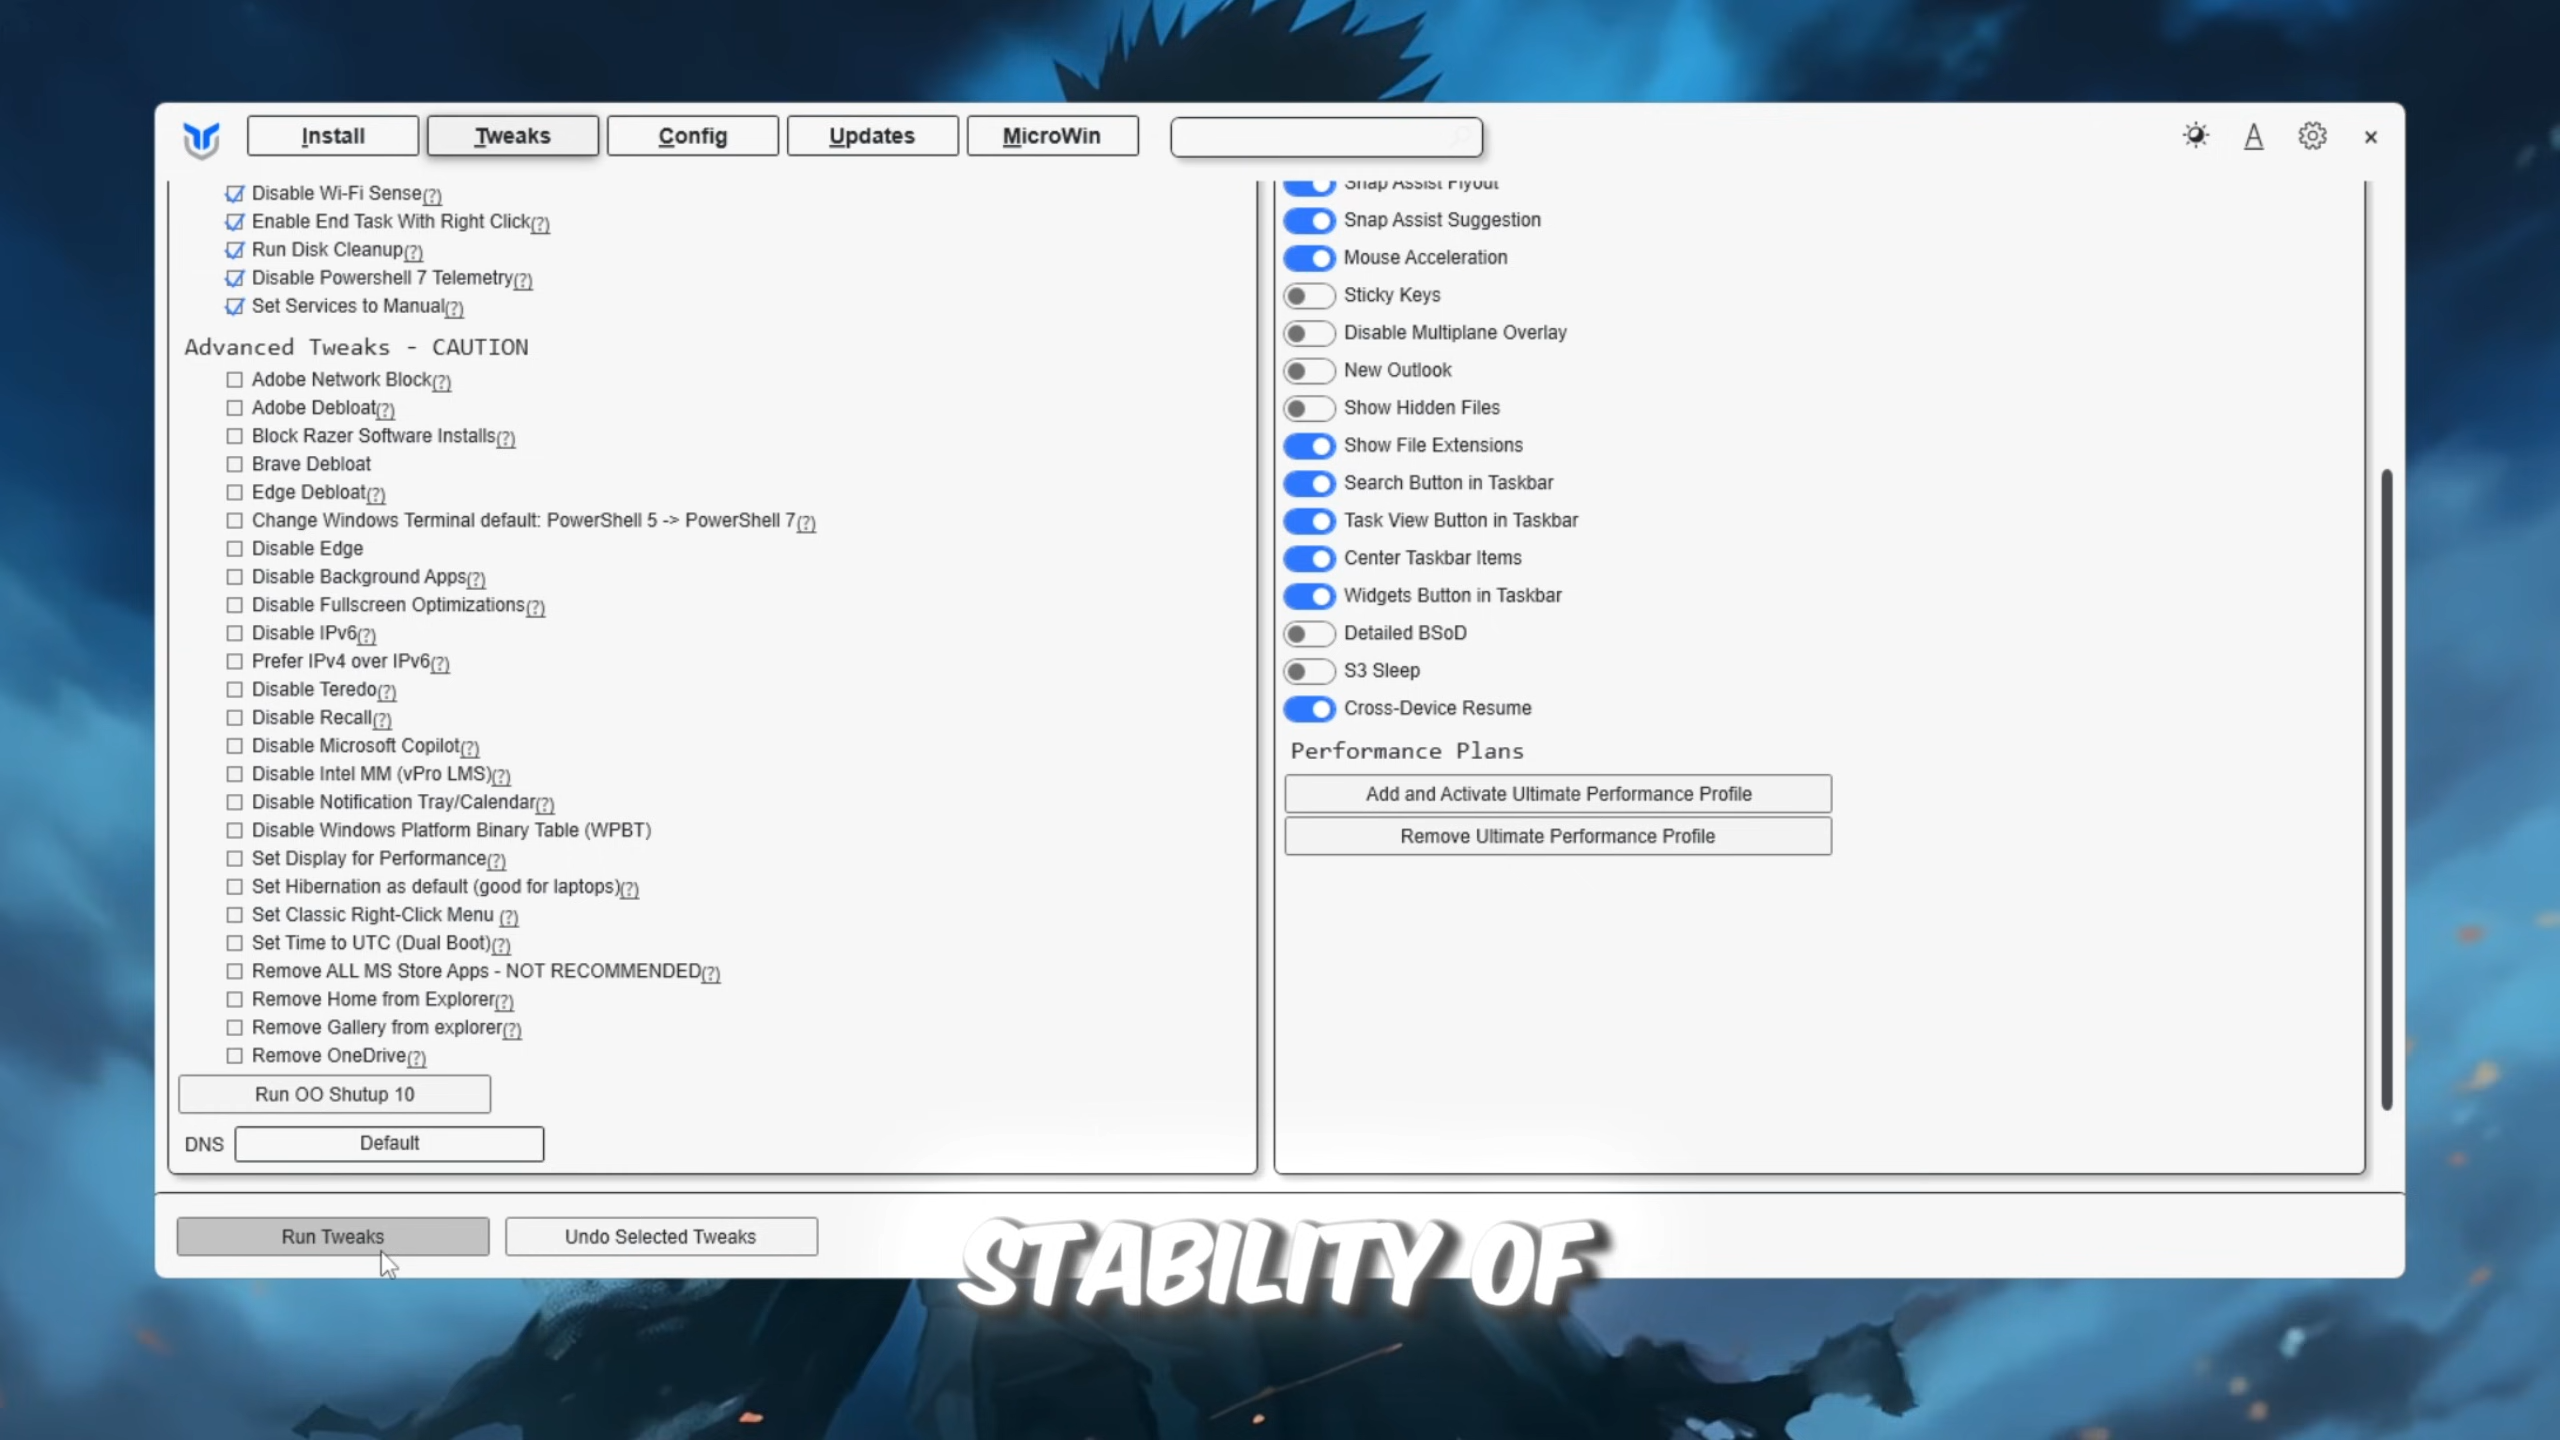 Install
Tweaks
Config
Updates
MicroWin
A
Disable Wi-Fi Sense(?)
Enable End Task With Right Click(?)
Run Disk Cleanup(?)
Disable Powershell 7 Telemetry(?)
Set Services to Manual(?)
Advanced Tweaks - CAUTION
Adobe Network Block(?)
Adobe Debloat(?)
Block Razer Software Installs(?)
Brave Debloat
Edge Debloat(?)
Change Windows Terminal default: PowerShell 5 -> PowerShell 7(?)
Disable Edge
Disable Background Apps(?)
Disable Fullscreen Optimizations(?)
Disable IPv6(?)
Prefer IPv4 over IPv6(?)
Disable Teredo(?)
Disable Recall(?)
Disable Microsoft Copilot(?)
Disable Intel MM (vPro LMS)(?)
Disable Notification Tray/Calendar(?)
Disable Windows Platform Binary Table (WPBT)
Set Display for Performance(?)
Set Hibernation as default (good for laptops)(?)
Set Classic Right-Click Menu (?)
Set Time to UTC (Dual Boot)(?)
Remove ALL MS Store Apps - NOT RECOMMENDED(?)
Remove Home from Explorer(?)
Remove Gallery from explorer(?)
Remove OneDrive(?)
Run OO Shutup 10
DNS
Default
Snap Assist Flyout
Snap Assist Suggestion
Mouse Acceleration
Sticky Keys
Disable Multiplane Overlay
New Outlook
Show Hidden Files
Show File Extensions
Search Button in Taskbar
Task View Button in Taskbar
Center Taskbar Items
Widgets Button in Taskbar
Detailed BSoD
S3 Sleep
Cross-Device Resume
Performance Plans
Add and Activate Ultimate Performance Profile
Remove Ultimate Performance Profile
Run Tweaks
Undo Selected Tweaks
STABILITY OF